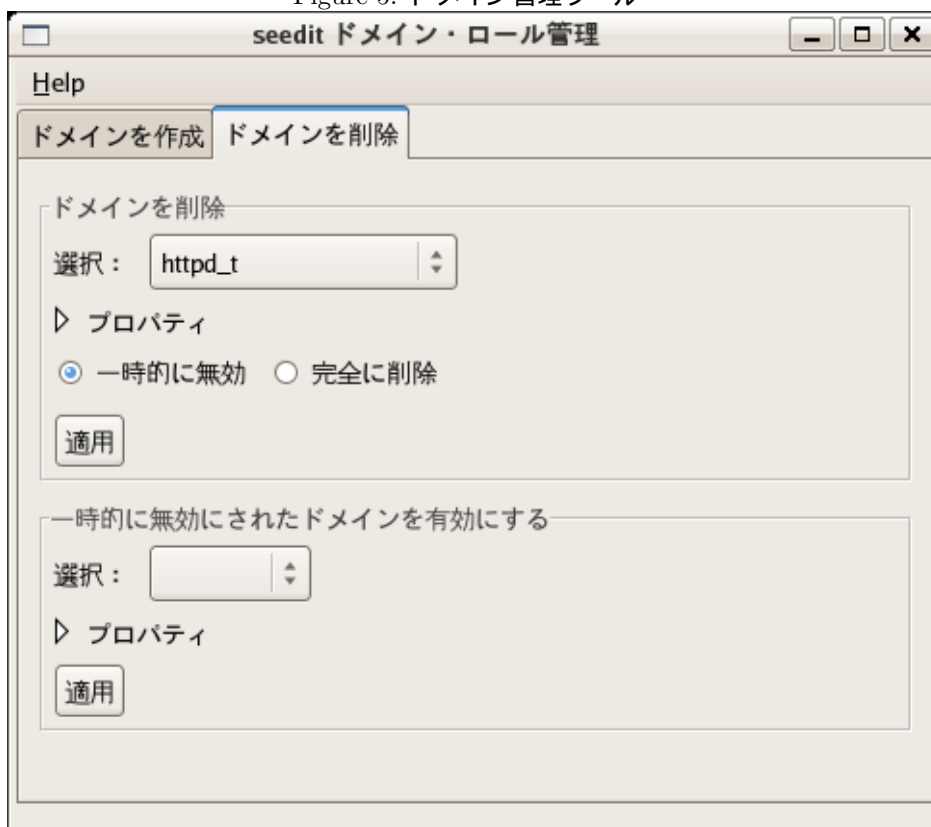 seedit ドメイン・ロール管理
Help
ドメインを作成 ドメインを削除
ドメインを削除
選択： httpd_t
プロパティ
一時的に無効 完全に削除
適用
一時的に無効にされたドメインを有効にする
選択：
プロパティ
適用